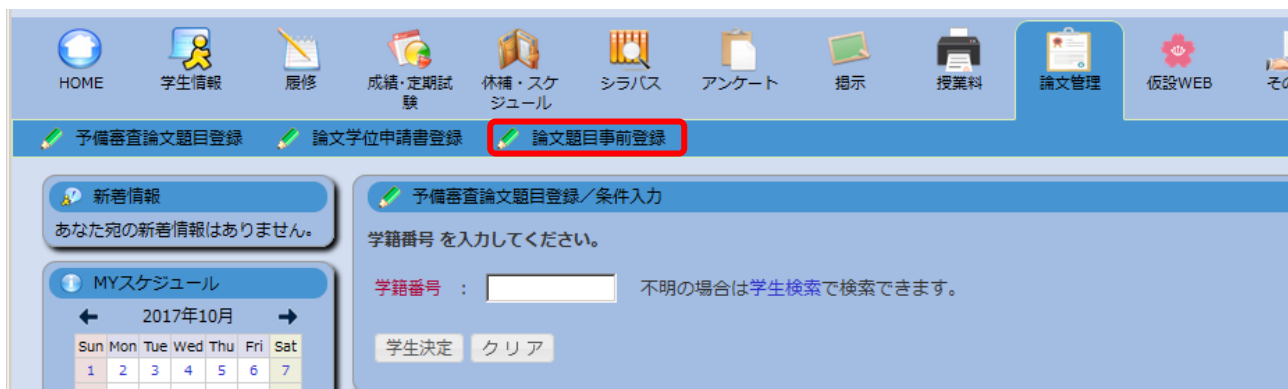 HOME 学生情報 履修 成績・定期試験 休補・スケジュール シラバス アンケート 掲示 授業料 論文管理 仮設WEB
予備審査論文題目登録 論文学位申請書登録 論文題目事前登録
新着情報
あなた宛の新着情報はありません。
MYスケジュール
2017年10月
Sun Mon Tue Wed Thu Fri Sat
1 2 3 4 5 6 7
予備審査論文題目登録／条件入力
学籍番号 を入力してください。
学籍番号 : 不明の場合は学生検索で検索できます。
学生決定 クリア